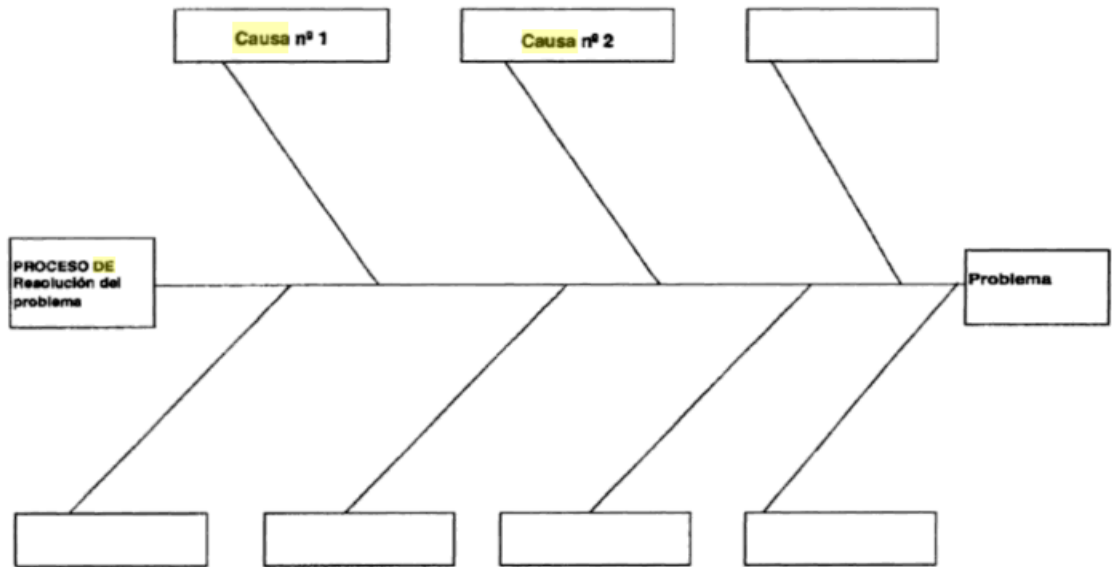 Causa nº 1
Causa nº 2
PROCESO DE
Resolución del
problema
Problema